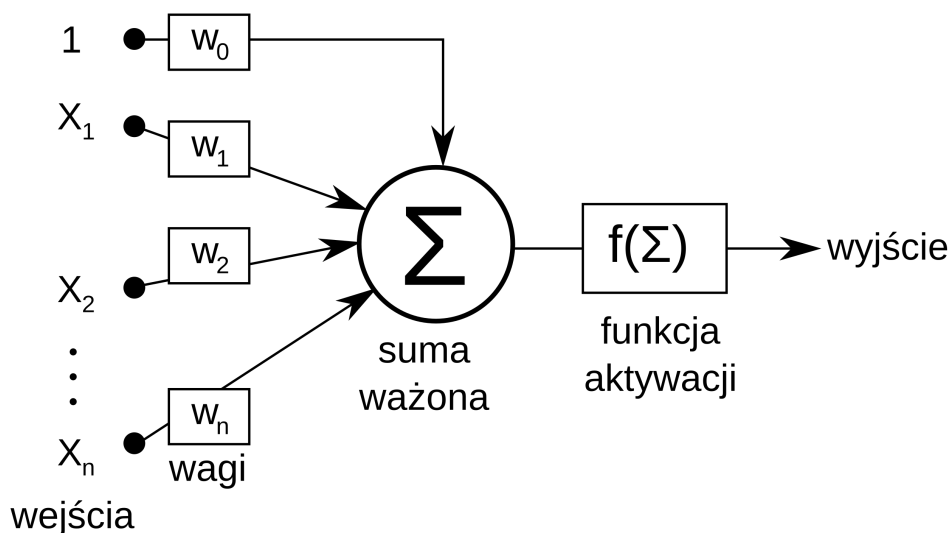 1
w₀
X₁
w₁
X₂
w₂
Xₙ
wₙ
wejścia
wagi
Σ
suma
ważona
f(Σ)
funkcja
aktywacji
wyjście